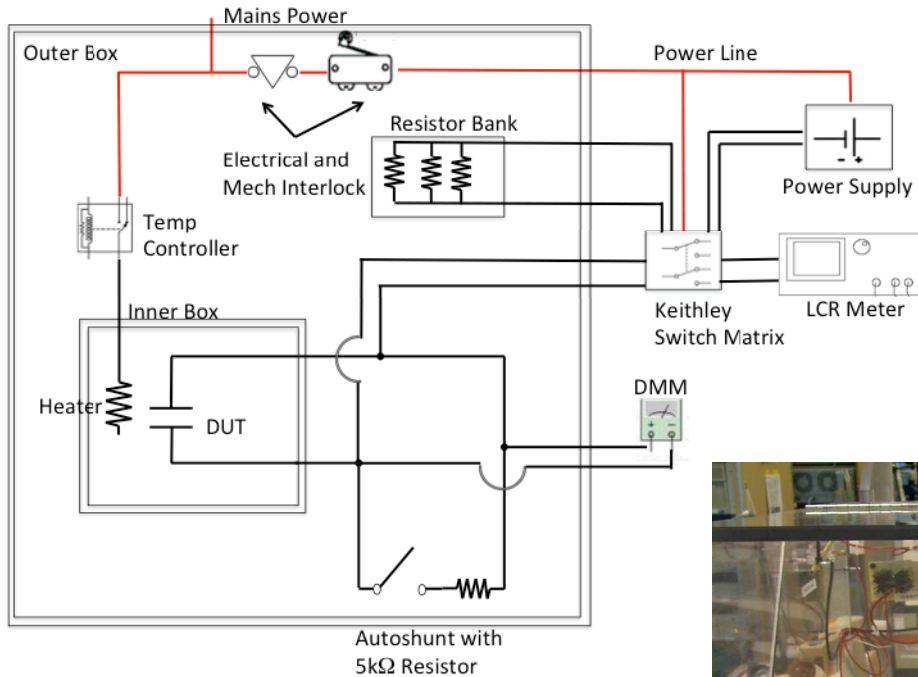 Mains Power
Outer Box
Power Line
Resistor Bank
Electrical and
Mech Interlock
- +
Power Supply
Temp
Controller
Inner Box
Keithley
Switch Matrix
LCR Meter
DMM
+ −
Heater
DUT
Autoshunt with
5kΩ Resistor